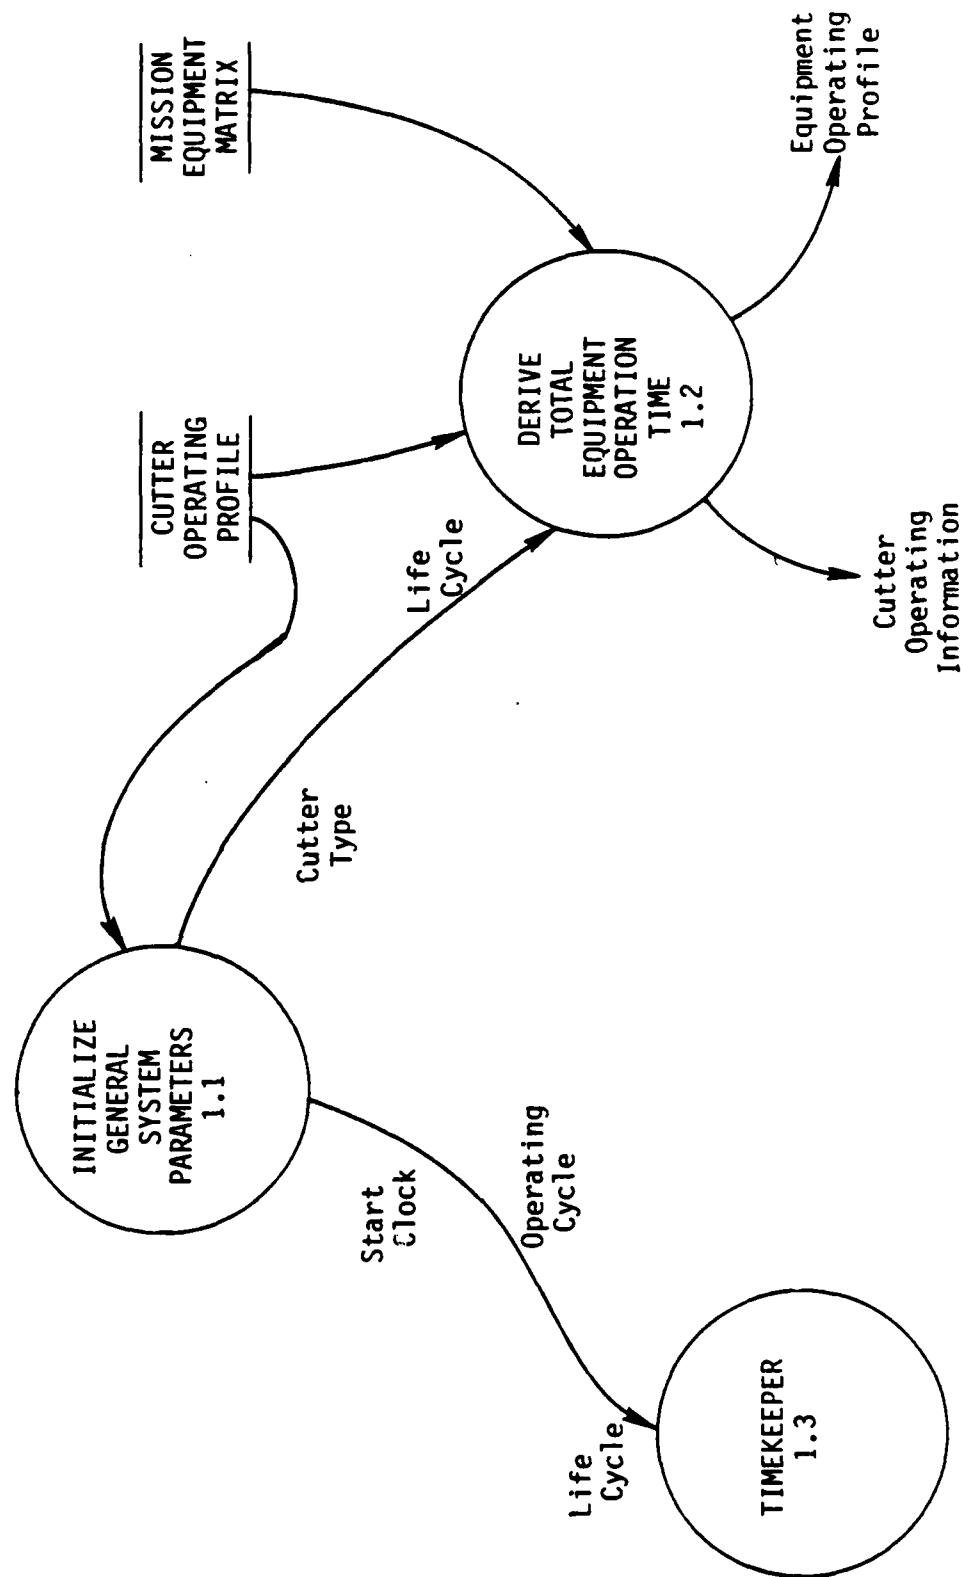 INITIALIZE
GENERAL
SYSTEM
PARAMETERS
1.1
CUTTER
OPERATING
PROFILE
MISSION
EQUIPMENT
MATRIX
Cutter
Type
Life
Cycle
DERIVE
TOTAL
EQUIPMENT
OPERATION
TIME
1.2
Start
Clock
Operating
Cycle
Life
Cycle
TIMEKEEPER
1.3
Cutter
Operating
Information
Equipment
Operating
Profile